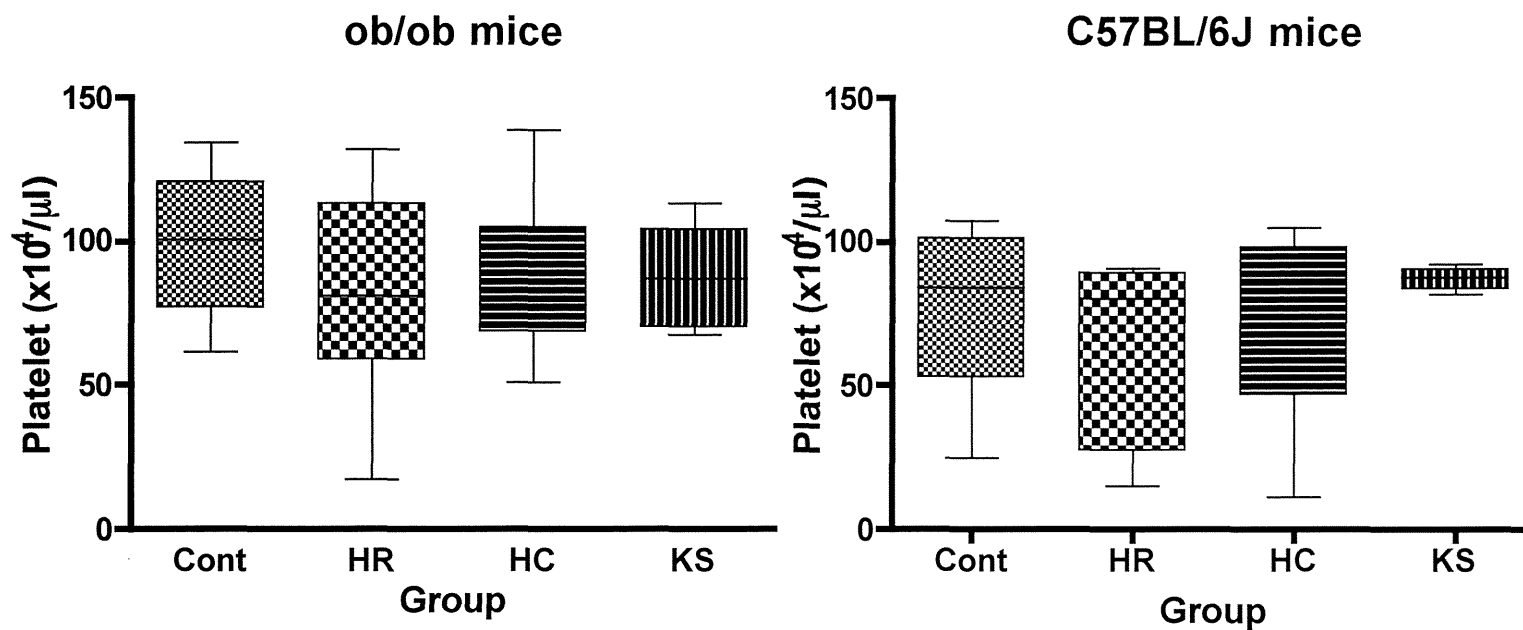 ob/ob mice
150
100
50
0
Platelet (x10⁴/µl)
Cont HR HC KS
Group
C57BL/6J mice
150
100
50
0
Platelet (x10⁴/µl)
Cont HR HC KS
Group